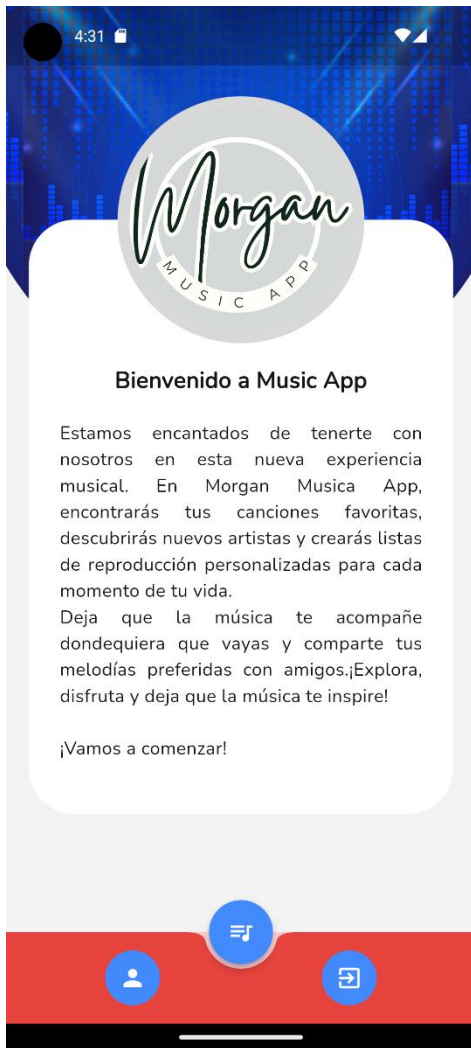 4:31
Morgan
MUSIC APP
Bienvenido a Music App
Estamos encantados de tenerte con
nosotros en esta nueva experiencia
musical. En Morgan Musica App,
encontrarás tus canciones favoritas,
descubrirás nuevos artistas y crearás listas
de reproducción personalizadas para cada
momento de tu vida.
Deja que la música te acompañe
dondequiera que vayas y comparte tus
melodías preferidas con amigos.¡Explora,
disfruta y deja que la música te inspire!
¡Vamos a comenzar!